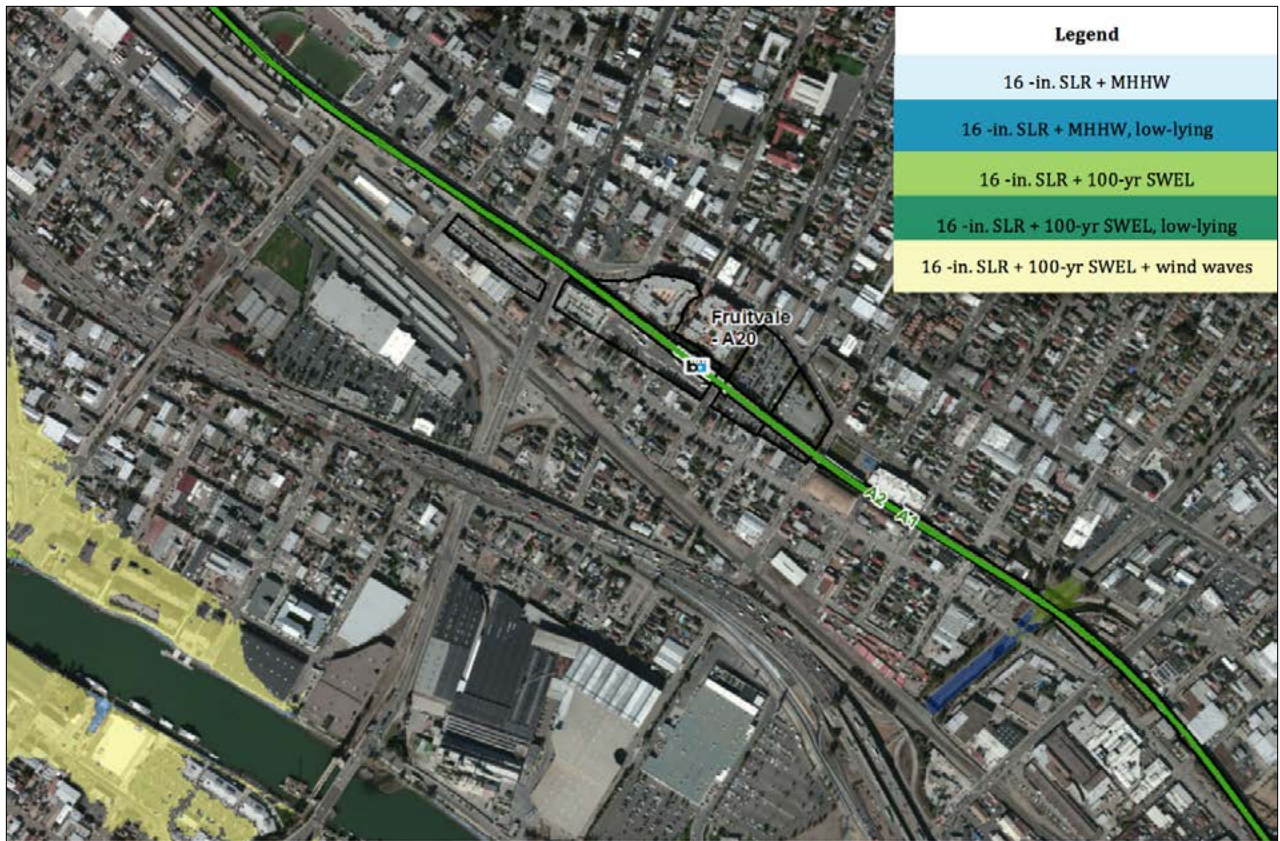 Legend
16 -in. SLR + MHHW
16 -in. SLR + MHHW, low-lying
16 -in. SLR + 100-yr SWEL
16 -in. SLR + 100-yr SWEL, low-lying
16 -in. SLR + 100-yr SWEL + wind waves
Fruitvale
- A20
ba
A2
A1